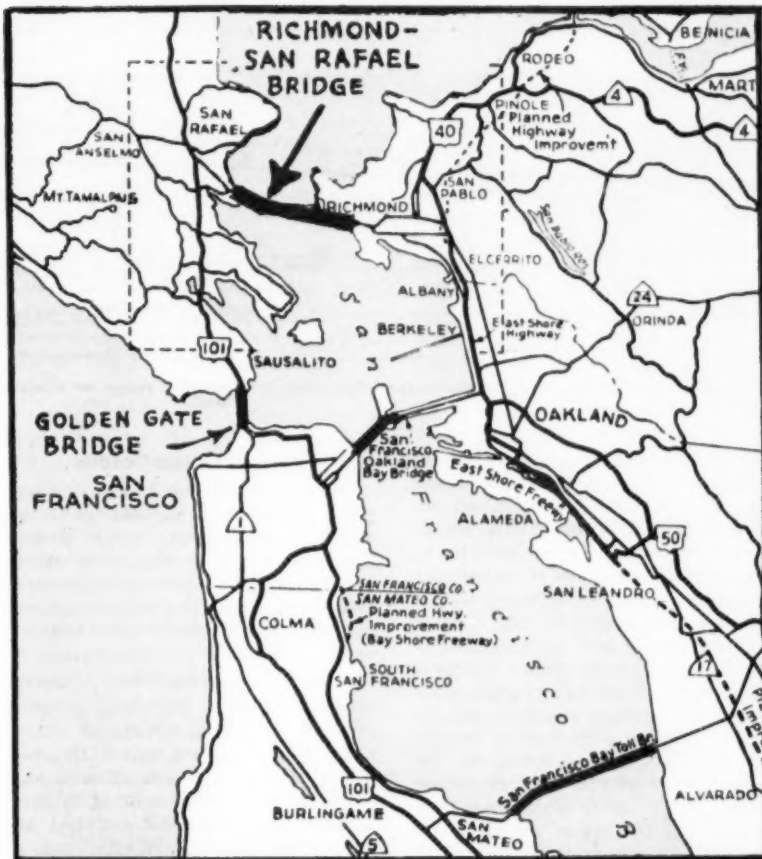 RICHMOND-
SAN RAFAEL
BRIDGE
BENICIA
RODEO
MART
SAN
RAFAEL
PINOLE
Planned
Highway
Improvem't
4
4
40
SAN
ANSELMO
MT. TAMALPAIS
SAN
PABLO
RICHMOND
EL CERRITO
ALBANY
24
ORINDA
BERKELEY
East Shore
Highway
101
SAUSALITO
GOLDEN GATE
BRIDGE
OAKLAND
San
Francisco
Oakland
Bay Bridge
East Shore Freeway
SAN
FRANCISCO
ALAMEDA
1
50
SAN FRANCISCO CO.
SAN MATEO CO.
Planned Hwy.
Improvement
(Bay Shore Freeway)
SAN LEANDRO
COLMA
SOUTH
SAN FRANCISCO
17
San Francisco Bay Toll Br.
101
ALVARADO
BURLINGAME
SAN
MATEO
5
San Francisco B